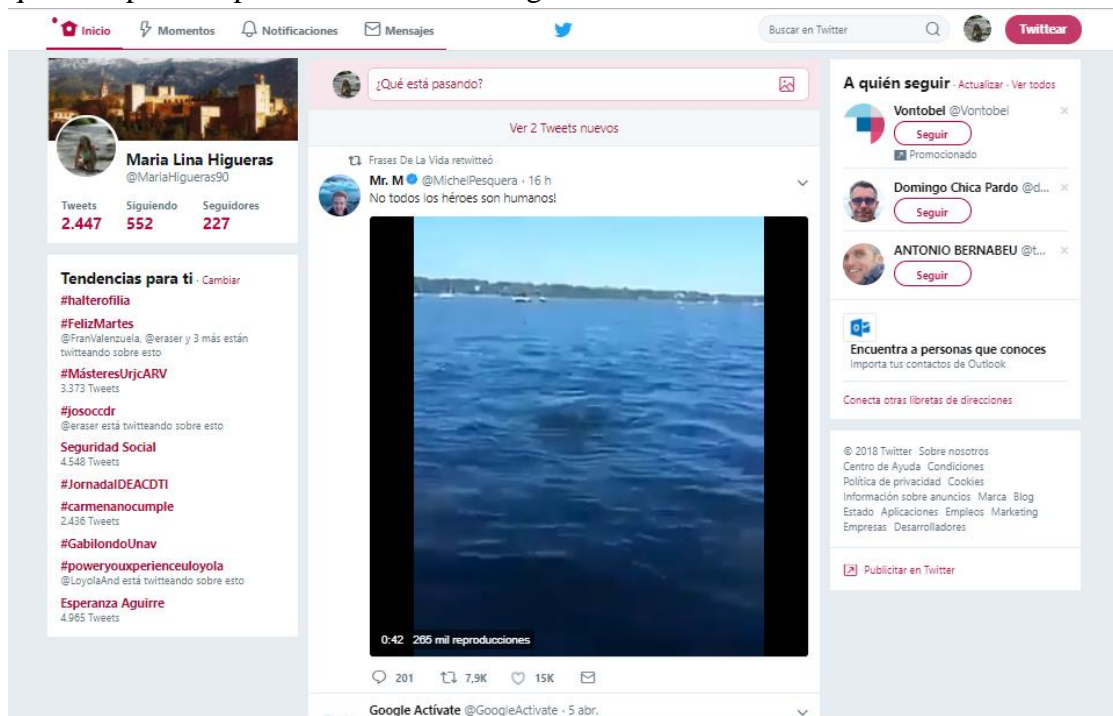 Inicio Momentos Notificaciones Mensajes Buscar en Twitter Twittear
Maria Lina Higueras
@MariaHigueras90
Tweets Siguiendo Seguidores
2.447 552 227
Tendencias para ti · Cambiar
#halterofilia
#FelizMartes
@FranValenzuela, @eraser y 3 más están
twitteando sobre esto
#MásteresUrjcARV
3.373 Tweets
#josoccdr
@eraser está twitteando sobre esto
Seguridad Social
4.548 Tweets
#JornadaIDEACDTI
#carmenanocumple
2.436 Tweets
#GabilondoUnav
#poweryouxperienceuloyola
@LoyolaAnd está twitteando sobre esto
Esperanza Aguirre
4.965 Tweets
¿Qué está pasando?
Ver 2 Tweets nuevos
Frases De La Vida retwitteó
Mr. M @MichelPesquera · 16 h
No todos los héroes son humanos!
0:42 265 mil reproducciones
201 7,9K 15K
Google Actívate @GoogleActivate · 5 abr.
A quién seguir · Actualizar · Ver todos
Vontobel @Vontobel
Seguir
Promocionado
Domingo Chica Pardo @d...
Seguir
ANTONIO BERNABEU @t...
Seguir
Encuentra a personas que conoces
Importa tus contactos de Outlook
Conecta otras libretas de direcciones
© 2018 Twitter Sobre nosotros
Centro de Ayuda Condiciones
Política de privacidad Cookies
Información sobre anuncios Marca Blog
Estado Aplicaciones Empleos Marketing
Empresas Desarrolladores
Publicitar en Twitter